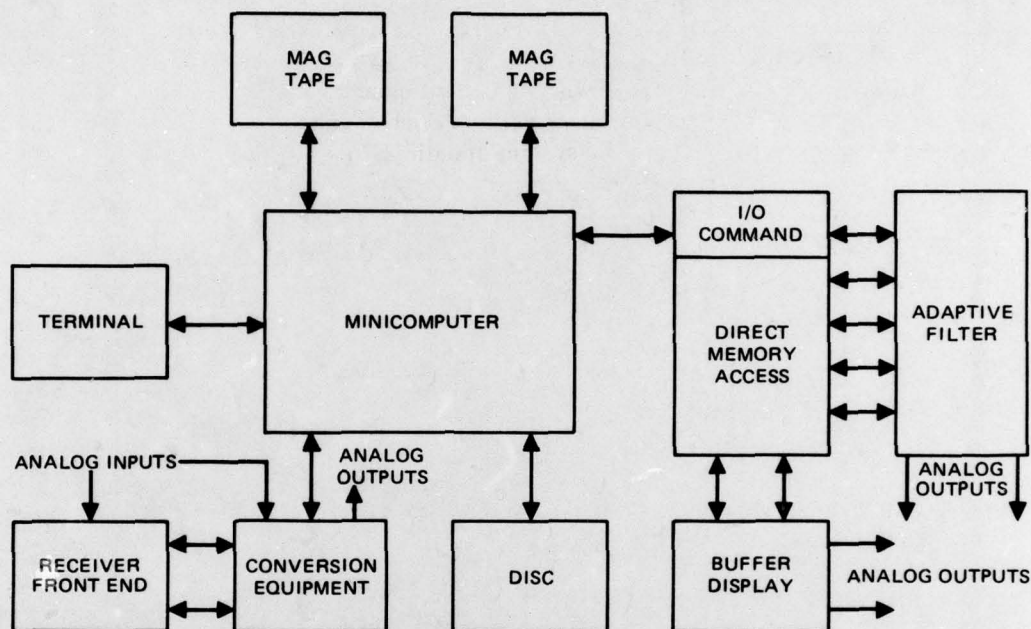 MAG
TAPE
MAG
TAPE
I/O
COMMAND
TERMINAL
MINICOMPUTER
DIRECT
MEMORY
ACCESS
ADAPTIVE
FILTER
ANALOG INPUTS
ANALOG
OUTPUTS
ANALOG
OUTPUTS
RECEIVER
FRONT END
CONVERSION
EQUIPMENT
DISC
BUFFER
DISPLAY
ANALOG OUTPUTS